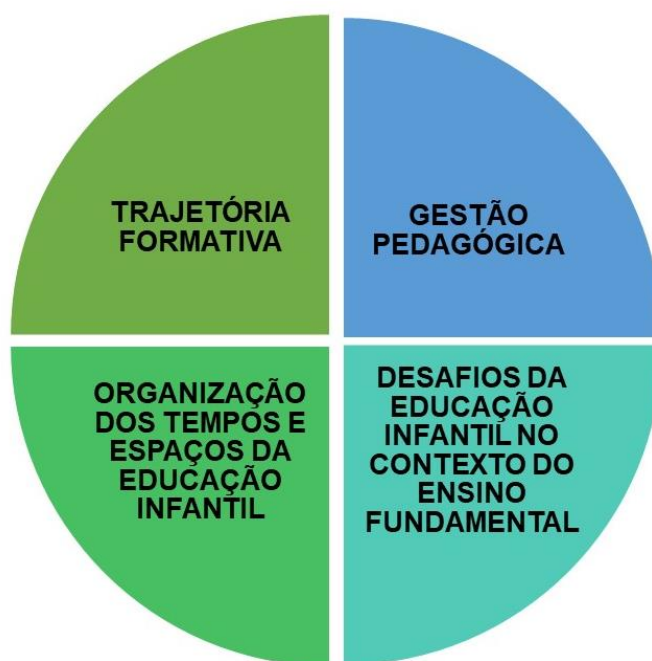 TRAJETÓRIA
FORMATIVA
GESTÃO
PEDAGÓGICA
ORGANIZAÇÃO
DOS TEMPOS E
ESPAÇOS DA
EDUCAÇÃO
INFANTIL
DESAFIOS DA
EDUCAÇÃO
INFANTIL NO
CONTEXTO DO
ENSINO
FUNDAMENTAL